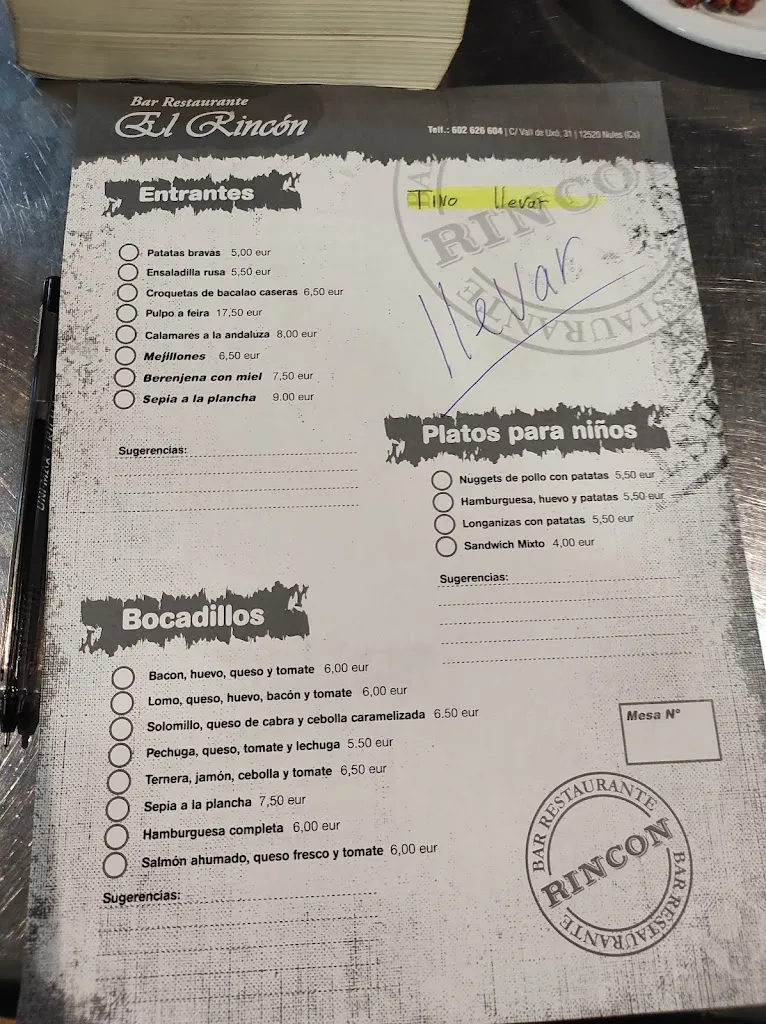 Bar Restaurante
El Rincón
Telf.: 602 626 604 | C/ Vall de Uxó, 31 | 12520 Nules (Cs)
Entrantes
Tino llevar
llevar
RINCON
RESTAURANTE
Patatas bravas 5,00 eur
Ensaladilla rusa 5,50 eur
Croquetas de bacalao caseras 6,50 eur
Pulpo a feira 17,50 eur
Calamares a la andaluza 8,00 eur
Mejillones 6,50 eur
Berenjena con miel 7,50 eur
Sepia a la plancha 9.00 eur
Sugerencias:
Platos para niños
Nuggets de pollo con patatas 5,50 eur
Hamburguesa, huevo y patatas 5,50 eur
Longanizas con patatas 5,50 eur
Sandwich Mixto 4,00 eur
Sugerencias:
Bocadillos
Bacon, huevo, queso y tomate 6,00 eur
Lomo, queso, huevo, bacón y tomate 6,00 eur
Solomillo, queso de cabra y cebolla caramelizada 6.50 eur
Pechuga, queso, tomate y lechuga 5.50 eur
Ternera, jamón, cebolla y tomate 6,50 eur
Sepia a la plancha 7,50 eur
Hamburguesa completa 6,00 eur
Salmón ahumado, queso fresco y tomate 6,00 eur
Sugerencias:
Mesa Nº
BAR RESTAURANTE
RINCON
BAR RESTAURANTE